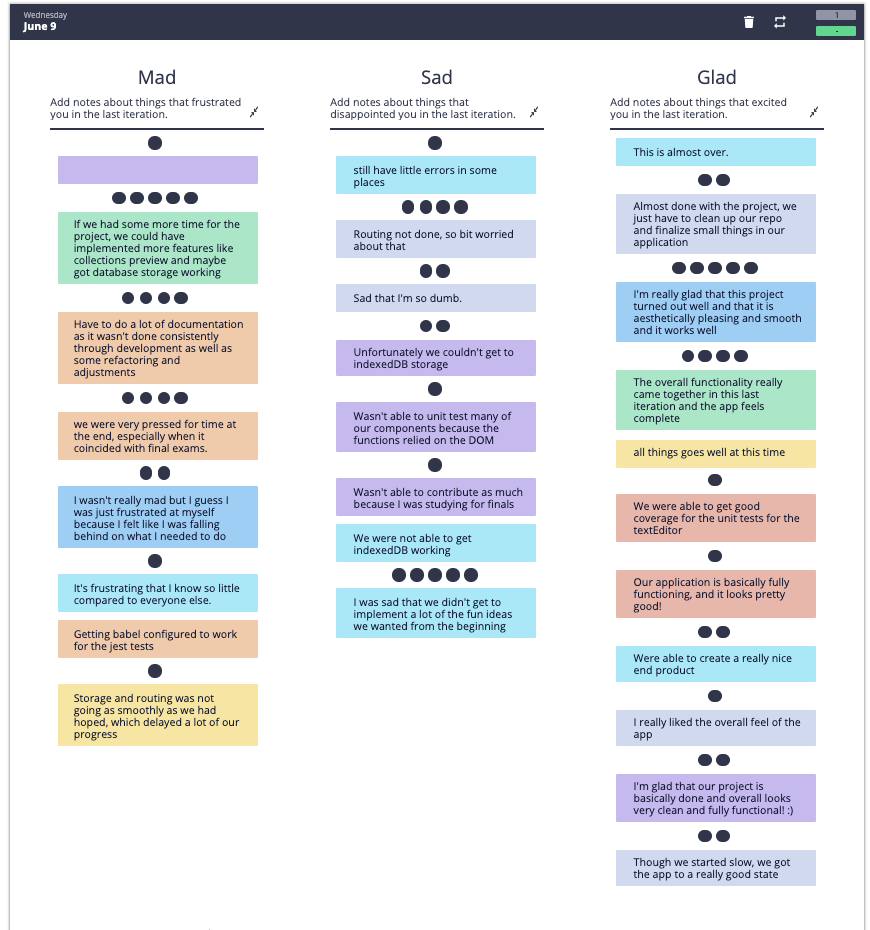 Wednesday
June 9
1
-
Mad
Add notes about things that frustrated
you in the last iteration.
If we had some more time for the
project, we could have
implemented more features like
collections preview and maybe
got database storage working
Have to do a lot of documentation
as it wasn't done consistently
through development as well as
some refactoring and
adjustments
we were very pressed for time at
the end, especially when it
coincided with final exams.
I wasn't really mad but I guess I
was just frustrated at myself
because I felt like I was falling
behind on what I needed to do
It's frustrating that I know so little
compared to everyone else.
Getting babel configured to work
for the jest tests
Storage and routing was not
going as smoothly as we had
hoped, which delayed a lot of our
progress
Sad
Add notes about things that
disappointed you in the last iteration.
still have little errors in some
places
Routing not done, so bit worried
about that
Sad that I'm so dumb.
Unfortunately we couldn't get to
indexedDB storage
Wasn't able to unit test many of
our components because the
functions relied on the DOM
Wasn't able to contribute as much
because I was studying for finals
We were not able to get
indexedDB working
I was sad that we didn't get to
implement a lot of the fun ideas
we wanted from the beginning
Glad
Add notes about things that excited
you in the last iteration.
This is almost over.
Almost done with the project, we
just have to clean up our repo
and finalize small things in our
application
I'm really glad that this project
turned out well and that it is
aesthetically pleasing and smooth
and it works well
The overall functionality really
came together in this last
iteration and the app feels
complete
all things goes well at this time
We were able to get good
coverage for the unit tests for the
textEditor
Our application is basically fully
functioning, and it looks pretty
good!
Were able to create a really nice
end product
I really liked the overall feel of the
app
I'm glad that our project is
basically done and overall looks
very clean and fully functional! :)
Though we started slow, we got
the app to a really good state